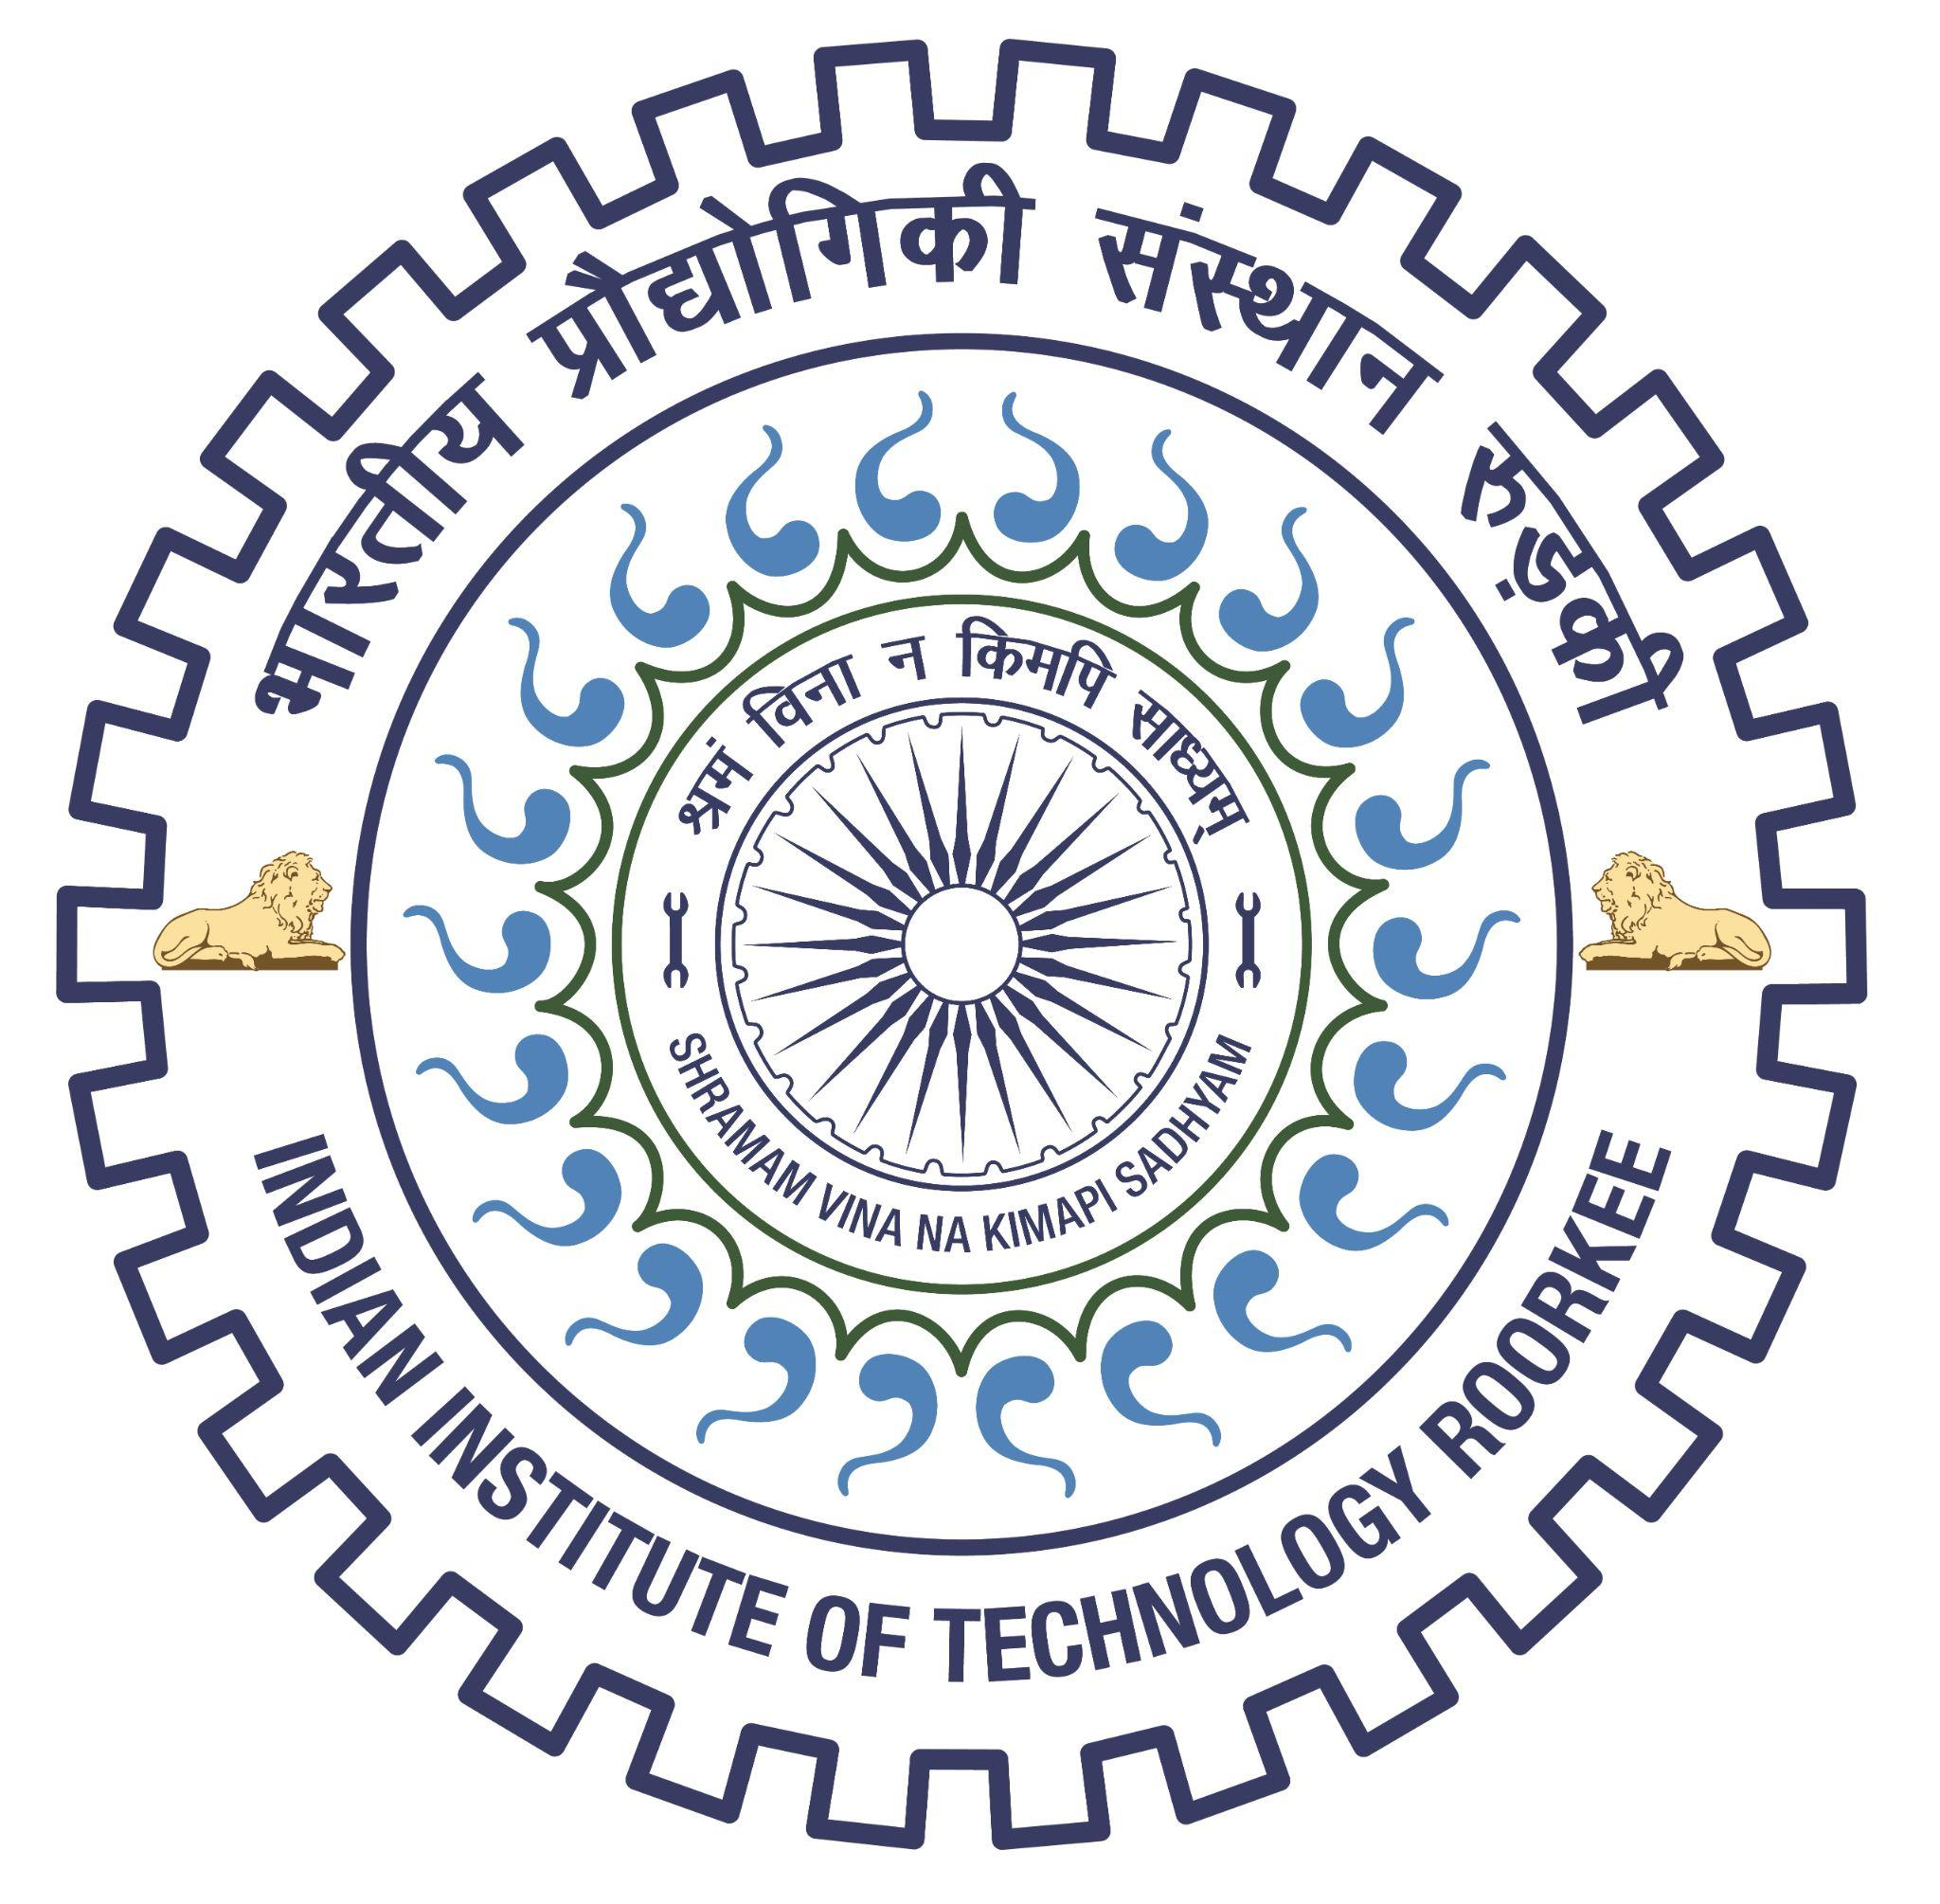 भारतीय प्रौद्योगिकी संस्थान रुड़की
श्रमं विना न किमपि साध्यम्
SHRAMAM VINA NA KIMAPI SADHYAM
INDIAN INSTITUTE OF TECHNOLOGY ROORKEE